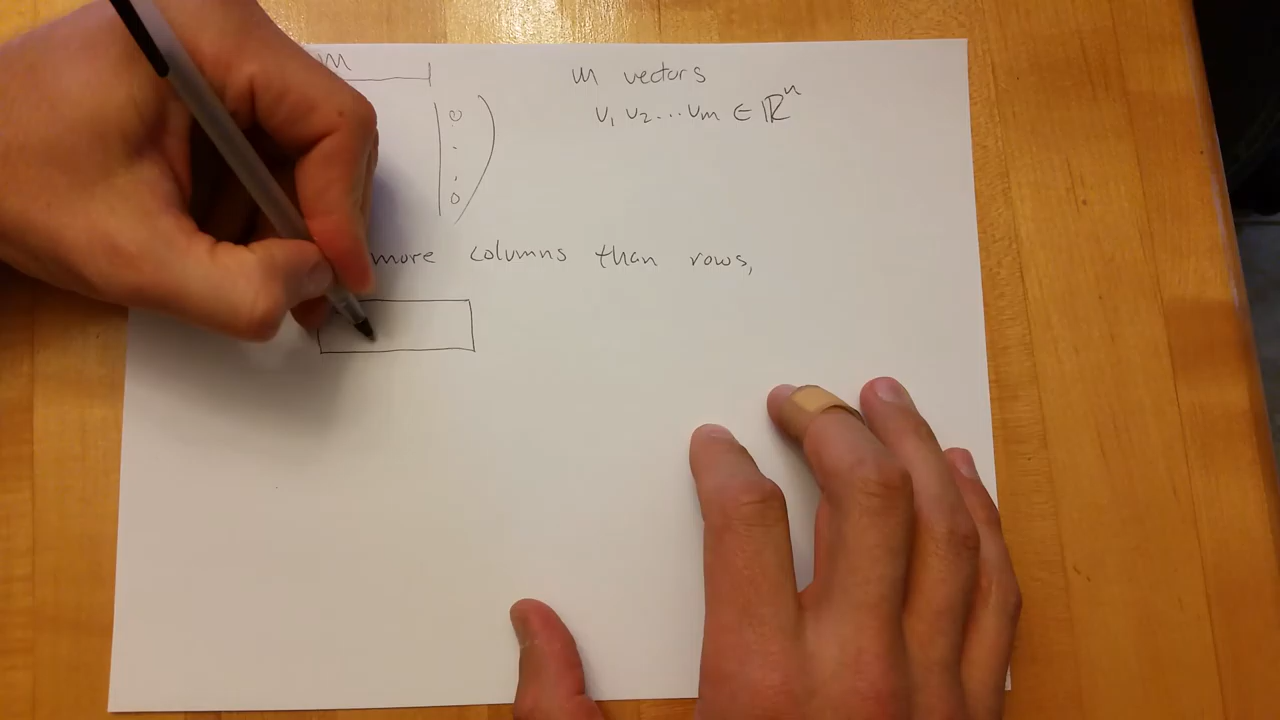 m
m vectors
v₁ v₂...vₘ ∈ ℝⁿ
0
.
.
0
more columns than rows,